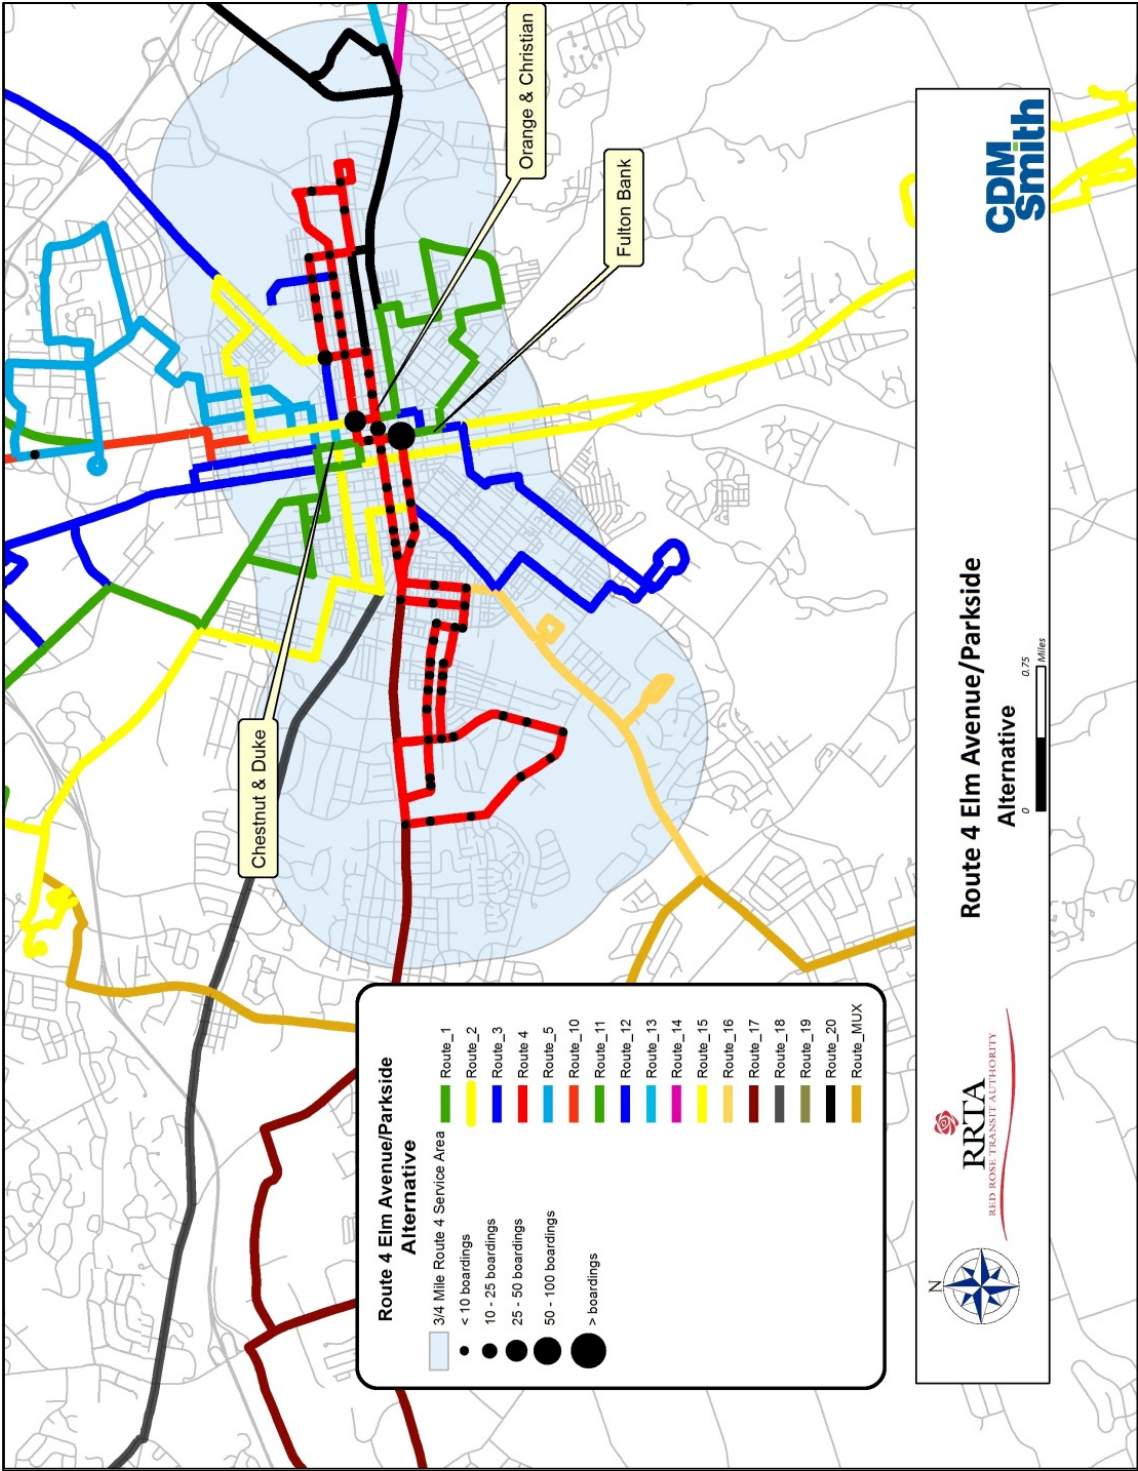 Orange & Christian
Fulton Bank
Chestnut & Duke
Route 4 Elm Avenue/Parkside
Alternative
3/4 Mile Route 4 Service Area
< 10 boardings
10 - 25 boardings
25 - 50 boardings
50 - 100 boardings
> boardings
Route_1
Route_2
Route_3
Route 4
Route_5
Route_10
Route_11
Route_12
Route_13
Route_14
Route_15
Route_16
Route_17
Route_18
Route_19
Route_20
Route_MUX
N
RRTA
RED ROSE TRANSIT AUTHORITY
Route 4 Elm Avenue/Parkside
Alternative
0 0.75
Miles
CDM
Smith